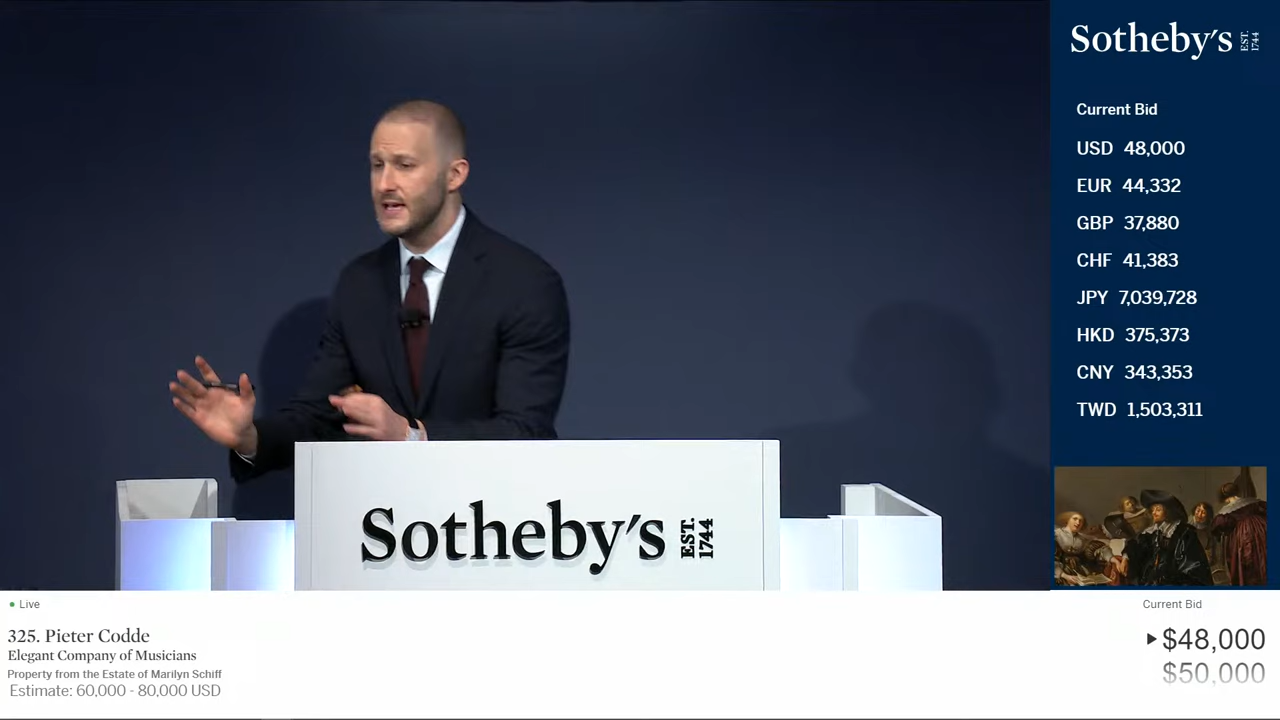 Sotheby's EST. 1744
Current Bid
USD 48,000
EUR 44,332
GBP 37,880
CHF 41,383
JPY 7,039,728
HKD 375,373
CNY 343,353
TWD 1,503,311
Sotheby's EST. 1744
Live
325. Pieter Codde
Elegant Company of Musicians
Property from the Estate of Marilyn Schiff
Estimate: 60,000 - 80,000 USD
Current Bid
$48,000
$50,000